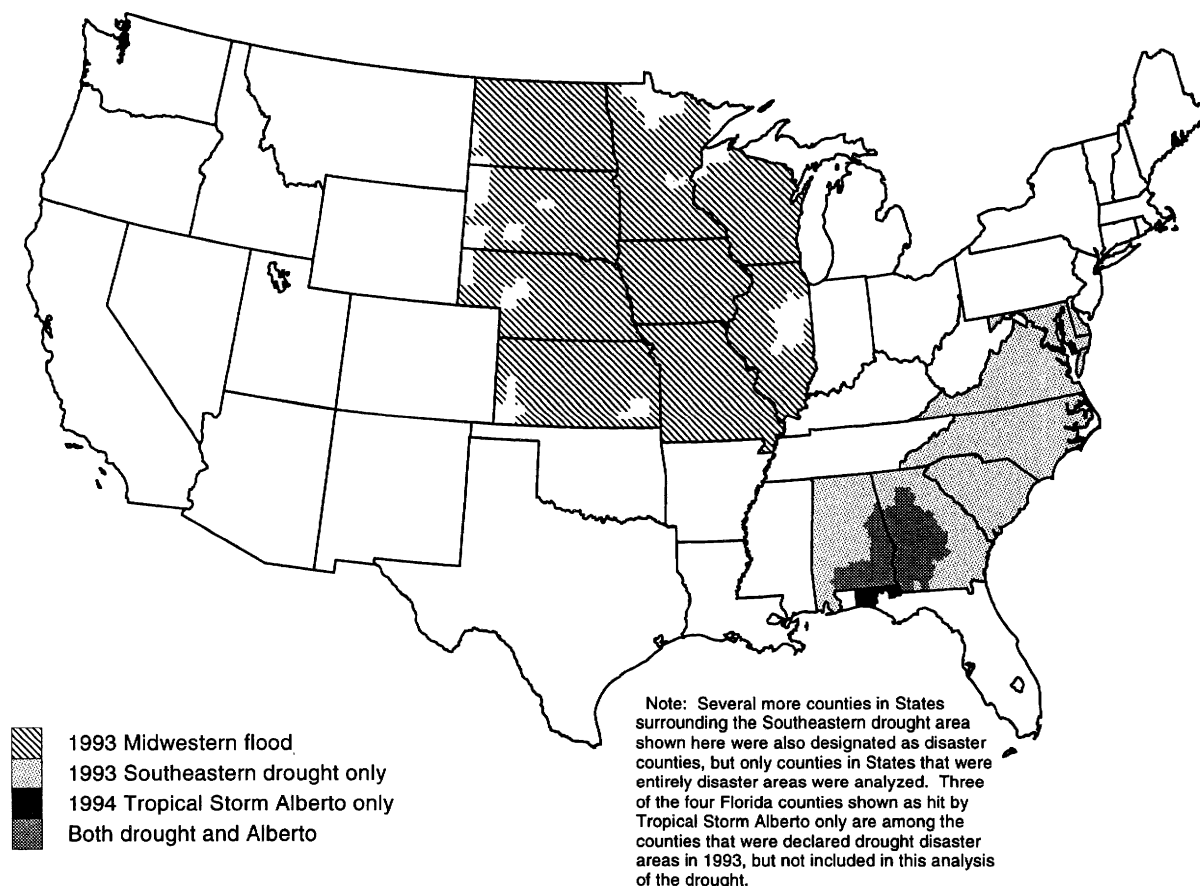 1993 Midwestern flood
1993 Southeastern drought only
1994 Tropical Storm Alberto only
Both drought and Alberto
Note: Several more counties in States
surrounding the Southeastern drought area
shown here were also designated as disaster
counties, but only counties in States that were
entirely disaster areas were analyzed. Three
of the four Florida counties shown as hit by
Tropical Storm Alberto only are among the
counties that were declared drought disaster
areas in 1993, but not included in this analysis
of the drought.